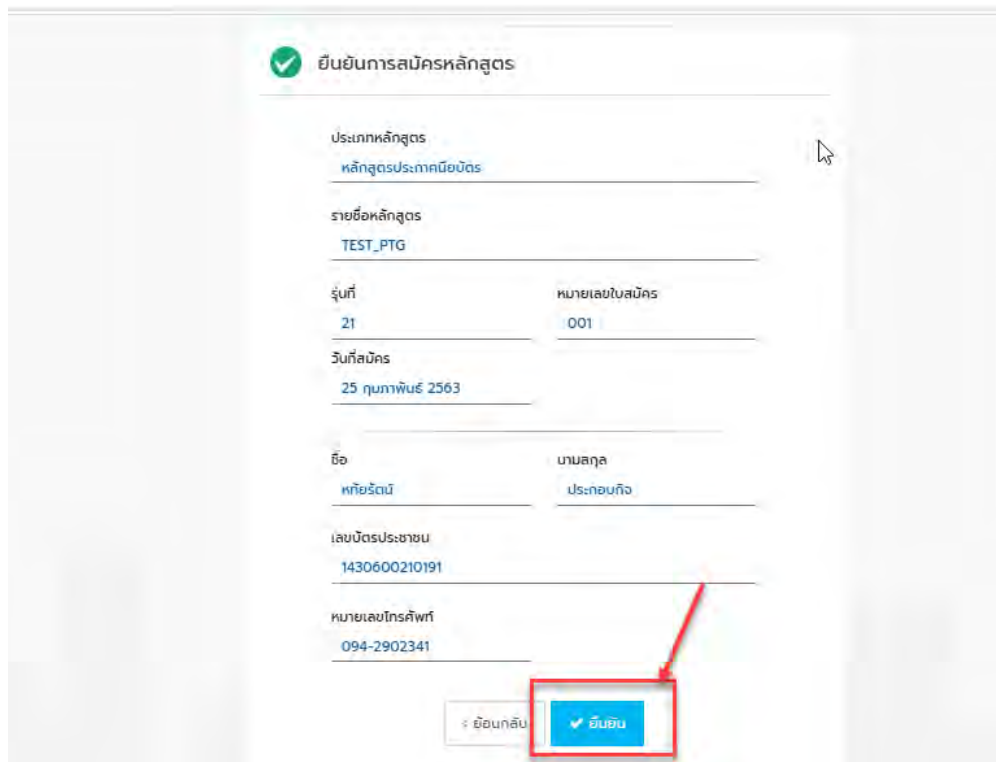 ยืนยันการสมัครหลักสูตร
ประเภทหลักสูตร
หลักสูตรประกาศนียบัตร
รายชื่อหลักสูตร
TEST_PTG
รุ่นที่ หมายเลขใบสมัคร
21 001
วันที่สมัคร
25 กุมภาพันธ์ 2563
ชื่อ นามสกุล
หทัยรัตน์ ประกอบกิจ
เลขบัตรประชาชน
1430600210191
หมายเลขโทรศัพท์
094-2902341
‹ ย้อนกลับ ✔ ยืนยัน